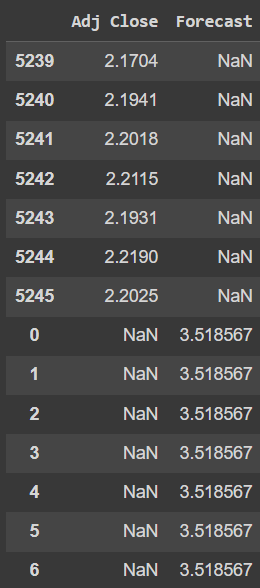 Adj Close Forecast
5239 2.1704 NaN
5240 2.1941 NaN
5241 2.2018 NaN
5242 2.2115 NaN
5243 2.1931 NaN
5244 2.2190 NaN
5245 2.2025 NaN
0 NaN 3.518567
1 NaN 3.518567
2 NaN 3.518567
3 NaN 3.518567
4 NaN 3.518567
5 NaN 3.518567
6 NaN 3.518567